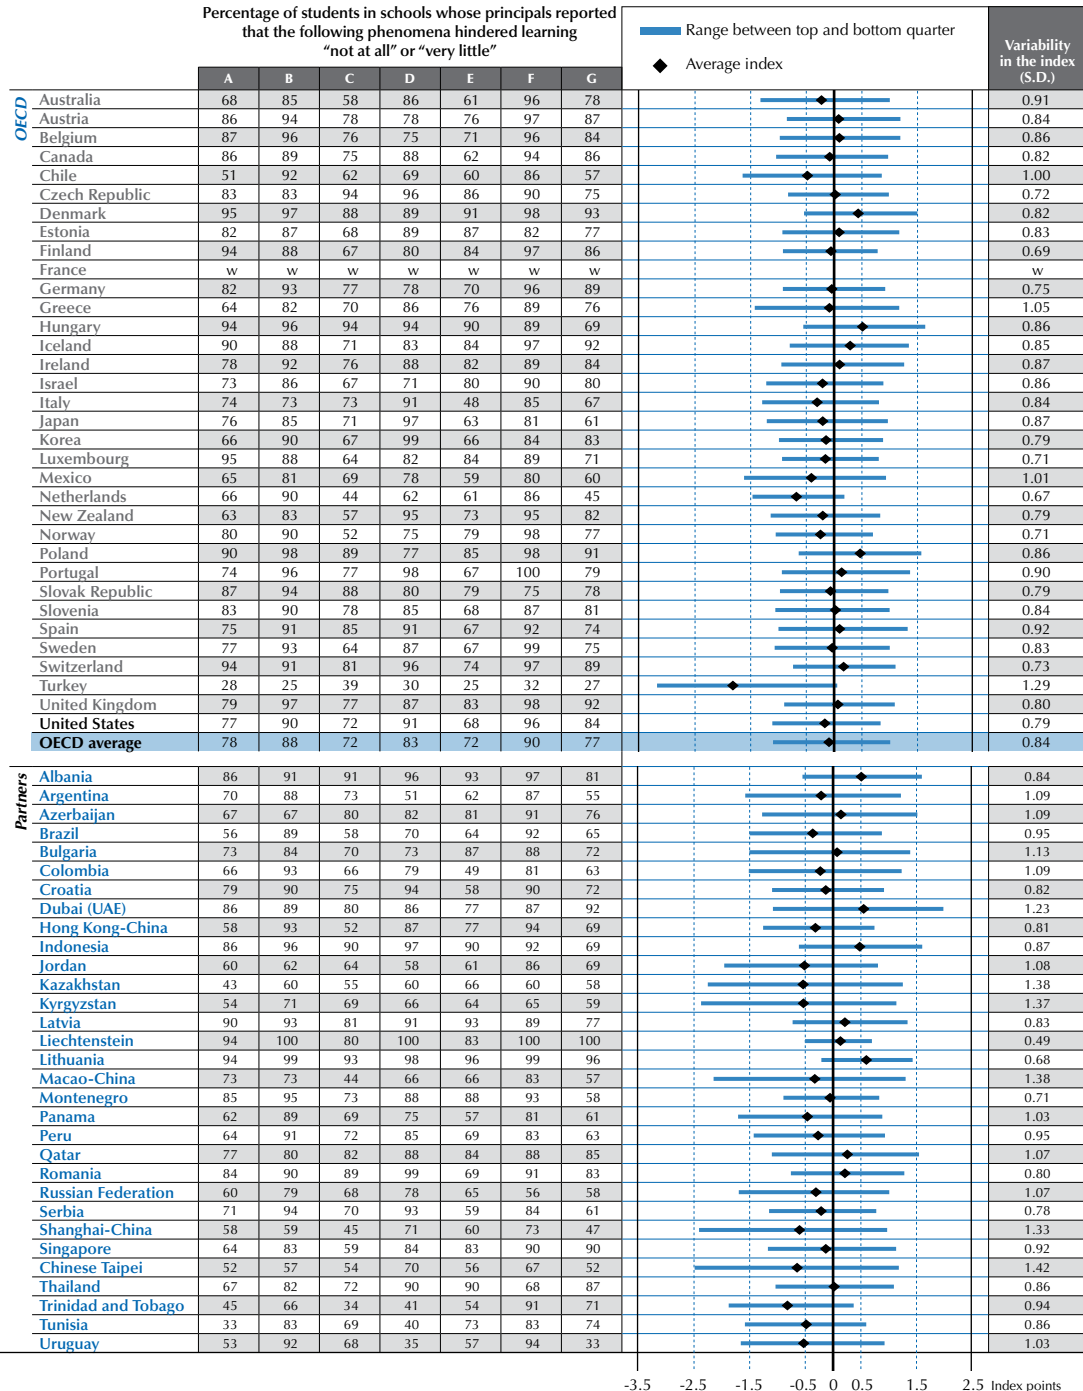 Percentage of students in schools whose principals reported
that the following phenomena hindered learning
“not at all” or “very little”
Range between top and bottom quarter
Average index
Variability
in the index
(S.D.)
A B C D E F G
OECD
Australia 68 85 58 86 61 96 78 0.91
Austria 86 94 78 78 76 97 87 0.84
Belgium 87 96 76 75 71 96 84 0.86
Canada 86 89 75 88 62 94 86 0.82
Chile 51 92 62 69 60 86 57 1.00
Czech Republic 83 83 94 96 86 90 75 0.72
Denmark 95 97 88 89 91 98 93 0.82
Estonia 82 87 68 89 87 82 77 0.83
Finland 94 88 67 80 84 97 86 0.69
France w w w w w w w w
Germany 82 93 77 78 70 96 89 0.75
Greece 64 82 70 86 76 89 76 1.05
Hungary 94 96 94 94 90 89 69 0.86
Iceland 90 88 71 83 84 97 92 0.85
Ireland 78 92 76 88 82 89 84 0.87
Israel 73 86 67 71 80 90 80 0.86
Italy 74 73 73 91 48 85 67 0.84
Japan 76 85 71 97 63 81 61 0.87
Korea 66 90 67 99 66 84 83 0.79
Luxembourg 95 88 64 82 84 89 71 0.71
Mexico 65 81 69 78 59 80 60 1.01
Netherlands 66 90 44 62 61 86 45 0.67
New Zealand 63 83 57 95 73 95 82 0.79
Norway 80 90 52 75 79 98 77 0.71
Poland 90 98 89 77 85 98 91 0.86
Portugal 74 96 77 98 67 100 79 0.90
Slovak Republic 87 94 88 80 79 75 78 0.79
Slovenia 83 90 78 85 68 87 81 0.84
Spain 75 91 85 91 67 92 74 0.92
Sweden 77 93 64 87 67 99 75 0.83
Switzerland 94 91 81 96 74 97 89 0.73
Turkey 28 25 39 30 25 32 27 1.29
United Kingdom 79 97 77 87 83 98 92 0.80
United States 77 90 72 91 68 96 84 0.79
OECD average 78 88 72 83 72 90 77 0.84
Partners
Albania 86 91 91 96 93 97 81 0.84
Argentina 70 88 73 51 62 87 55 1.09
Azerbaijan 67 67 80 82 81 91 76 1.09
Brazil 56 89 58 70 64 92 65 0.95
Bulgaria 73 84 70 73 87 88 72 1.13
Colombia 66 93 66 79 49 81 63 1.09
Croatia 79 90 75 94 58 90 72 0.82
Dubai (UAE) 86 89 80 86 77 87 92 1.23
Hong Kong-China 58 93 52 87 77 94 69 0.81
Indonesia 86 96 90 97 90 92 69 0.87
Jordan 60 62 64 58 61 86 69 1.08
Kazakhstan 43 60 55 60 66 60 58 1.38
Kyrgyzstan 54 71 69 66 64 65 59 1.37
Latvia 90 93 81 91 93 89 77 0.83
Liechtenstein 94 100 80 100 83 100 100 0.49
Lithuania 94 99 93 98 96 99 96 0.68
Macao-China 73 73 44 66 66 83 57 1.38
Montenegro 85 95 73 88 88 93 58 0.71
Panama 62 89 69 75 57 81 61 1.03
Peru 64 91 72 85 69 83 63 0.95
Qatar 77 80 82 88 84 88 85 1.07
Romania 84 90 89 99 69 91 83 0.80
Russian Federation 60 79 68 78 65 56 58 1.07
Serbia 71 94 70 93 59 84 61 0.78
Shanghai-China 58 59 45 71 60 73 47 1.33
Singapore 64 83 59 84 83 90 90 0.92
Chinese Taipei 52 57 54 70 56 67 52 1.42
Thailand 67 82 72 90 90 68 87 0.86
Trinidad and Tobago 45 66 34 41 54 91 71 0.94
Tunisia 33 83 69 40 73 83 74 0.86
Uruguay 53 92 68 35 57 94 33 1.03
-3.5 -2.5 -1.5 -0.5 0 0.5 1.5 2.5 Index points